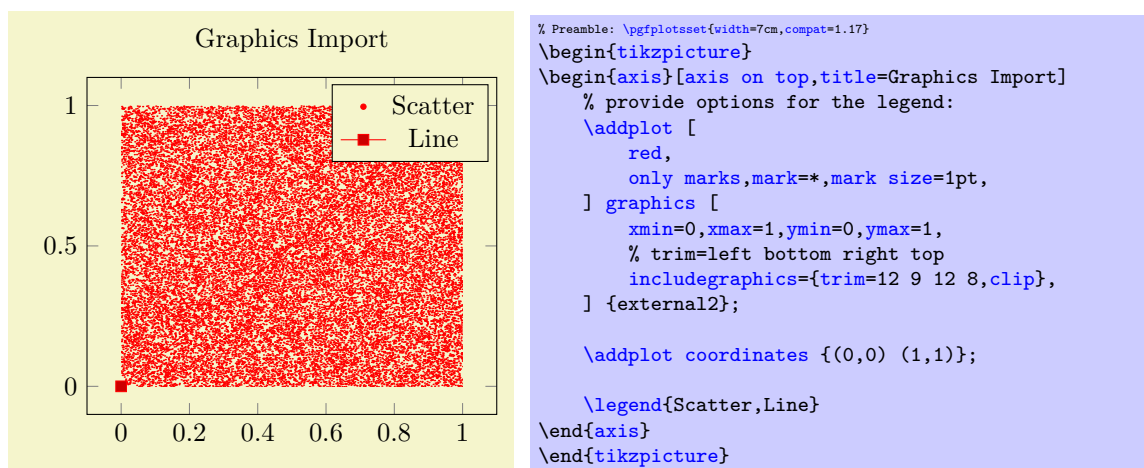 Graphics Import
1
0.5
0
0 0.2 0.4 0.6 0.8 1
Scatter
Line
% Preamble: \pgfplotsset{width=7cm,compat=1.17}
\begin{tikzpicture}
\begin{axis}[axis on top,title=Graphics Import]
    % provide options for the legend:
    \addplot [
        red,
        only marks,mark=*,mark size=1pt,
    ] graphics [
        xmin=0,xmax=1,ymin=0,ymax=1,
        % trim=left bottom right top
        includegraphics={trim=12 9 12 8,clip},
    ] {external2};
    \addplot coordinates {(0,0) (1,1)};
    \legend{Scatter,Line}
\end{axis}
\end{tikzpicture}